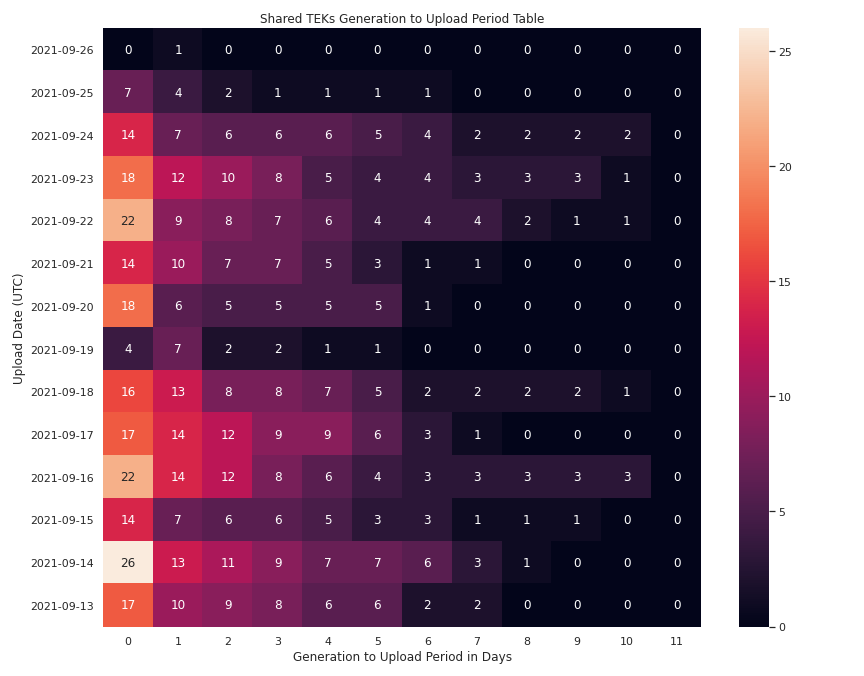 Shared TEKs Generation to Upload Period Table
Upload Date (UTC)
2021-09-26 0 1 0 0 0 0 0 0 0 0 0 0
2021-09-25 7 4 2 1 1 1 1 0 0 0 0 0
2021-09-24 14 7 6 6 6 5 4 2 2 2 2 0
2021-09-23 18 12 10 8 5 4 4 3 3 3 1 0
2021-09-22 22 9 8 7 6 4 4 4 2 1 1 0
2021-09-21 14 10 7 7 5 3 1 1 0 0 0 0
2021-09-20 18 6 5 5 5 5 1 0 0 0 0 0
2021-09-19 4 7 2 2 1 1 0 0 0 0 0 0
2021-09-18 16 13 8 8 7 5 2 2 2 2 1 0
2021-09-17 17 14 12 9 9 6 3 1 0 0 0 0
2021-09-16 22 14 12 8 6 4 3 3 3 3 3 0
2021-09-15 14 7 6 6 5 3 3 1 1 1 0 0
2021-09-14 26 13 11 9 7 7 6 3 1 0 0 0
2021-09-13 17 10 9 8 6 6 2 2 0 0 0 0
0 1 2 3 4 5 6 7 8 9 10 11
Generation to Upload Period in Days
25
20
15
10
5
0